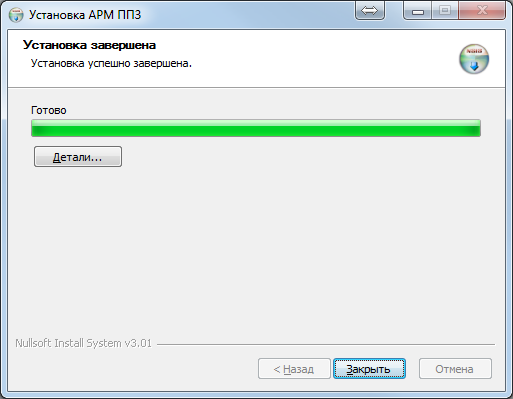 Установка АРМ ППЗ
Установка завершена
Установка успешно завершена.
Готово
Детали...
Nullsoft Install System v3.01
< Назад
Закрыть
Отмена